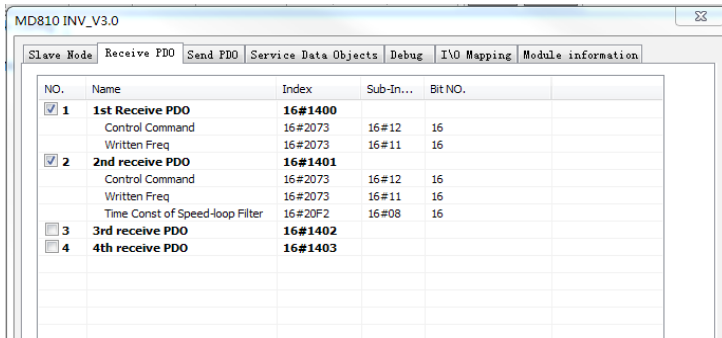 MD810 INV_V3.0
Slave Node Receive PDO Send PDO Service Data Objects Debug I\O Mapping Module information
NO. Name Index Sub-In... Bit NO.
1 1st Receive PDO 16#1400
Control Command 16#2073 16#12 16
Written Freq 16#2073 16#11 16
2 2nd receive PDO 16#1401
Control Command 16#2073 16#12 16
Written Freq 16#2073 16#11 16
Time Const of Speed-loop Filter 16#20F2 16#08 16
3 3rd receive PDO 16#1402
4 4th receive PDO 16#1403